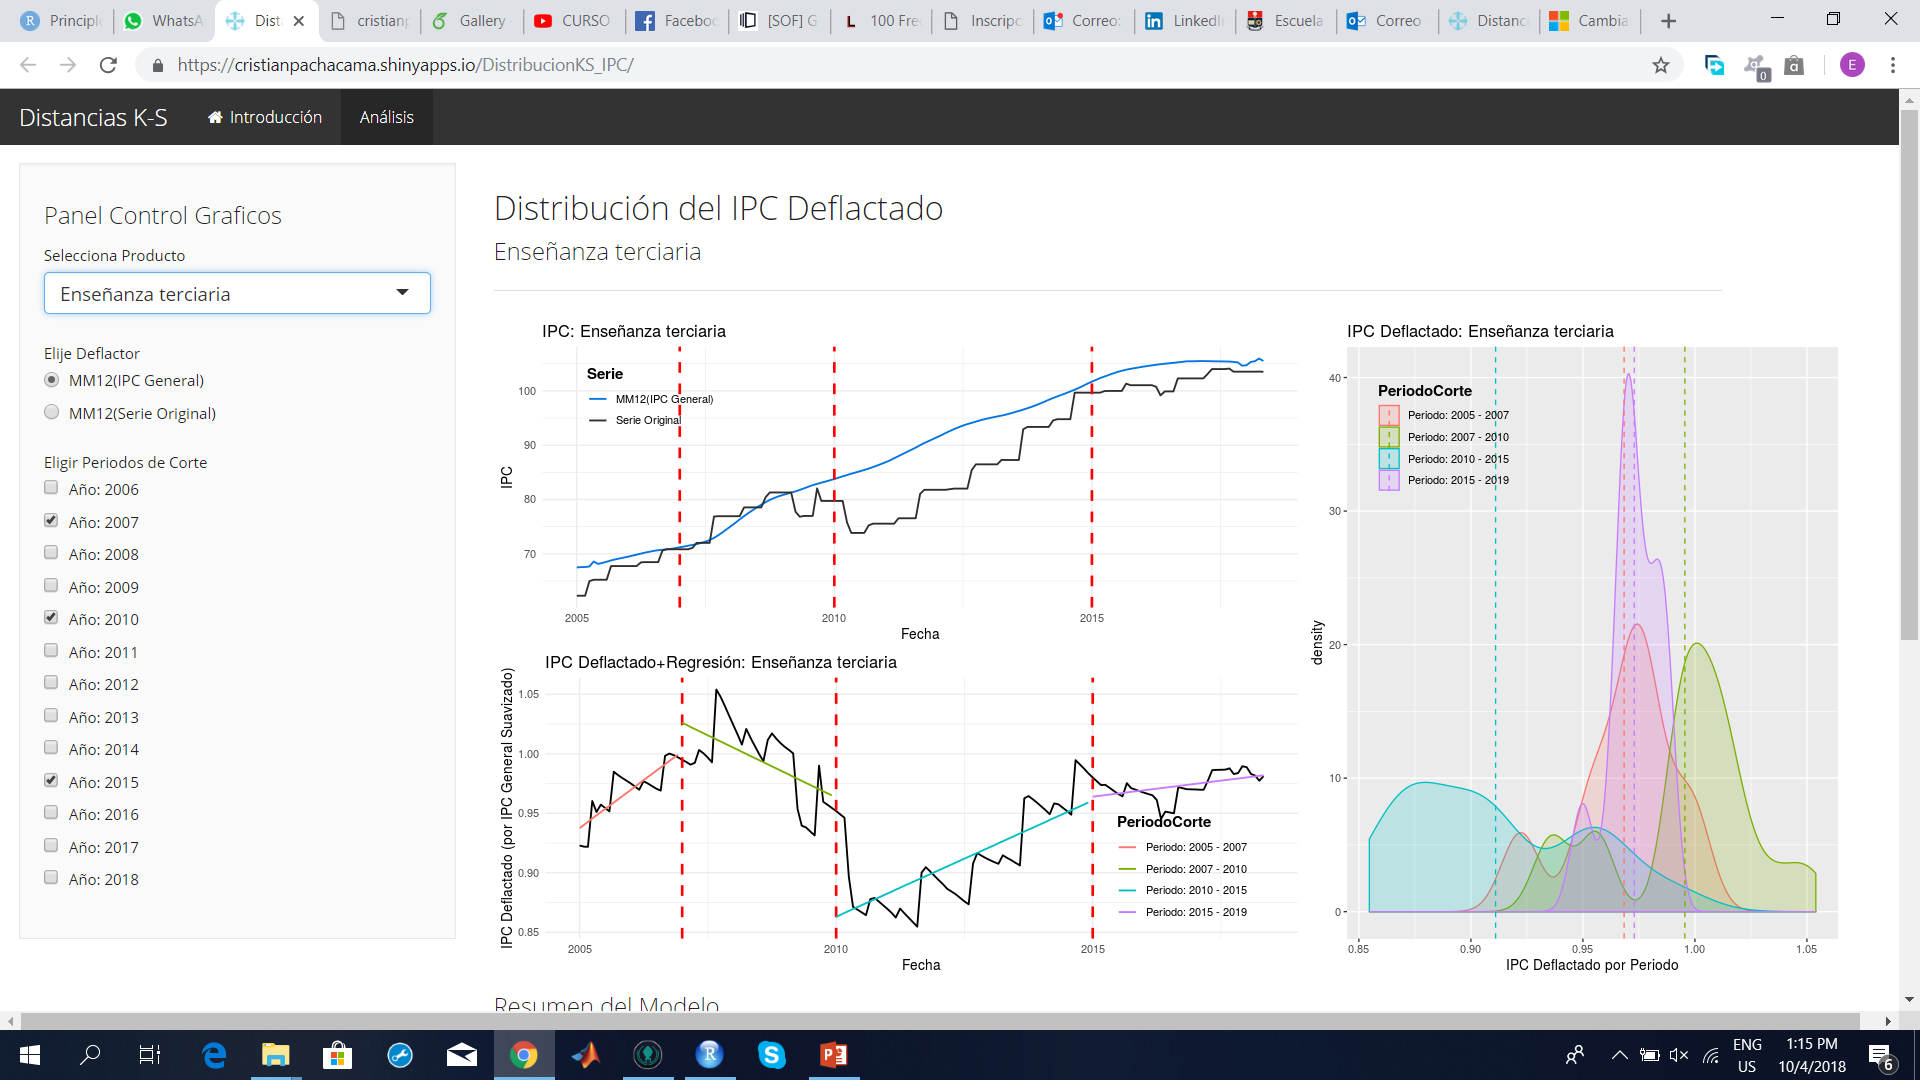 Principl
WhatsA
Dist
cristianp
Gallery
CURSO
Faceboo
[SOF] G
100 Fre
Inscripc
Correo:
LinkedIn
Escuela
Correo
Distanc
Cambia
https://cristianpachacama.shinyapps.io/DistribucionKS_IPC/
0
a
E
Distancias K-S
Introducción
Análisis
Panel Control Graficos
Selecciona Producto
Enseñanza terciaria
Elije Deflactor
MM12(IPC General)
MM12(Serie Original)
Eligir Periodos de Corte
Año: 2006
Año: 2007
Año: 2008
Año: 2009
Año: 2010
Año: 2011
Año: 2012
Año: 2013
Año: 2014
Año: 2015
Año: 2016
Año: 2017
Año: 2018
Distribución del IPC Deflactado
Enseñanza terciaria
IPC: Enseñanza terciaria
Serie
MM12(IPC General)
Serie Original
100
90
80
70
IPC
2005
2010
2015
Fecha
IPC Deflactado+Regresión: Enseñanza terciaria
IPC Deflactado (por IPC General Suavizado)
1.05
1.00
0.95
0.90
0.85
PeriodoCorte
Periodo: 2005 - 2007
Periodo: 2007 - 2010
Periodo: 2010 - 2015
Periodo: 2015 - 2019
2005
2010
2015
Fecha
IPC Deflactado: Enseñanza terciaria
PeriodoCorte
Periodo: 2005 - 2007
Periodo: 2007 - 2010
Periodo: 2010 - 2015
Periodo: 2015 - 2019
40
30
20
10
0
density
0.85
0.90
0.95
1.00
1.05
IPC Deflactado por Periodo
Resumen del Modelo
ENG
US
1:15 PM
10/4/2018
6